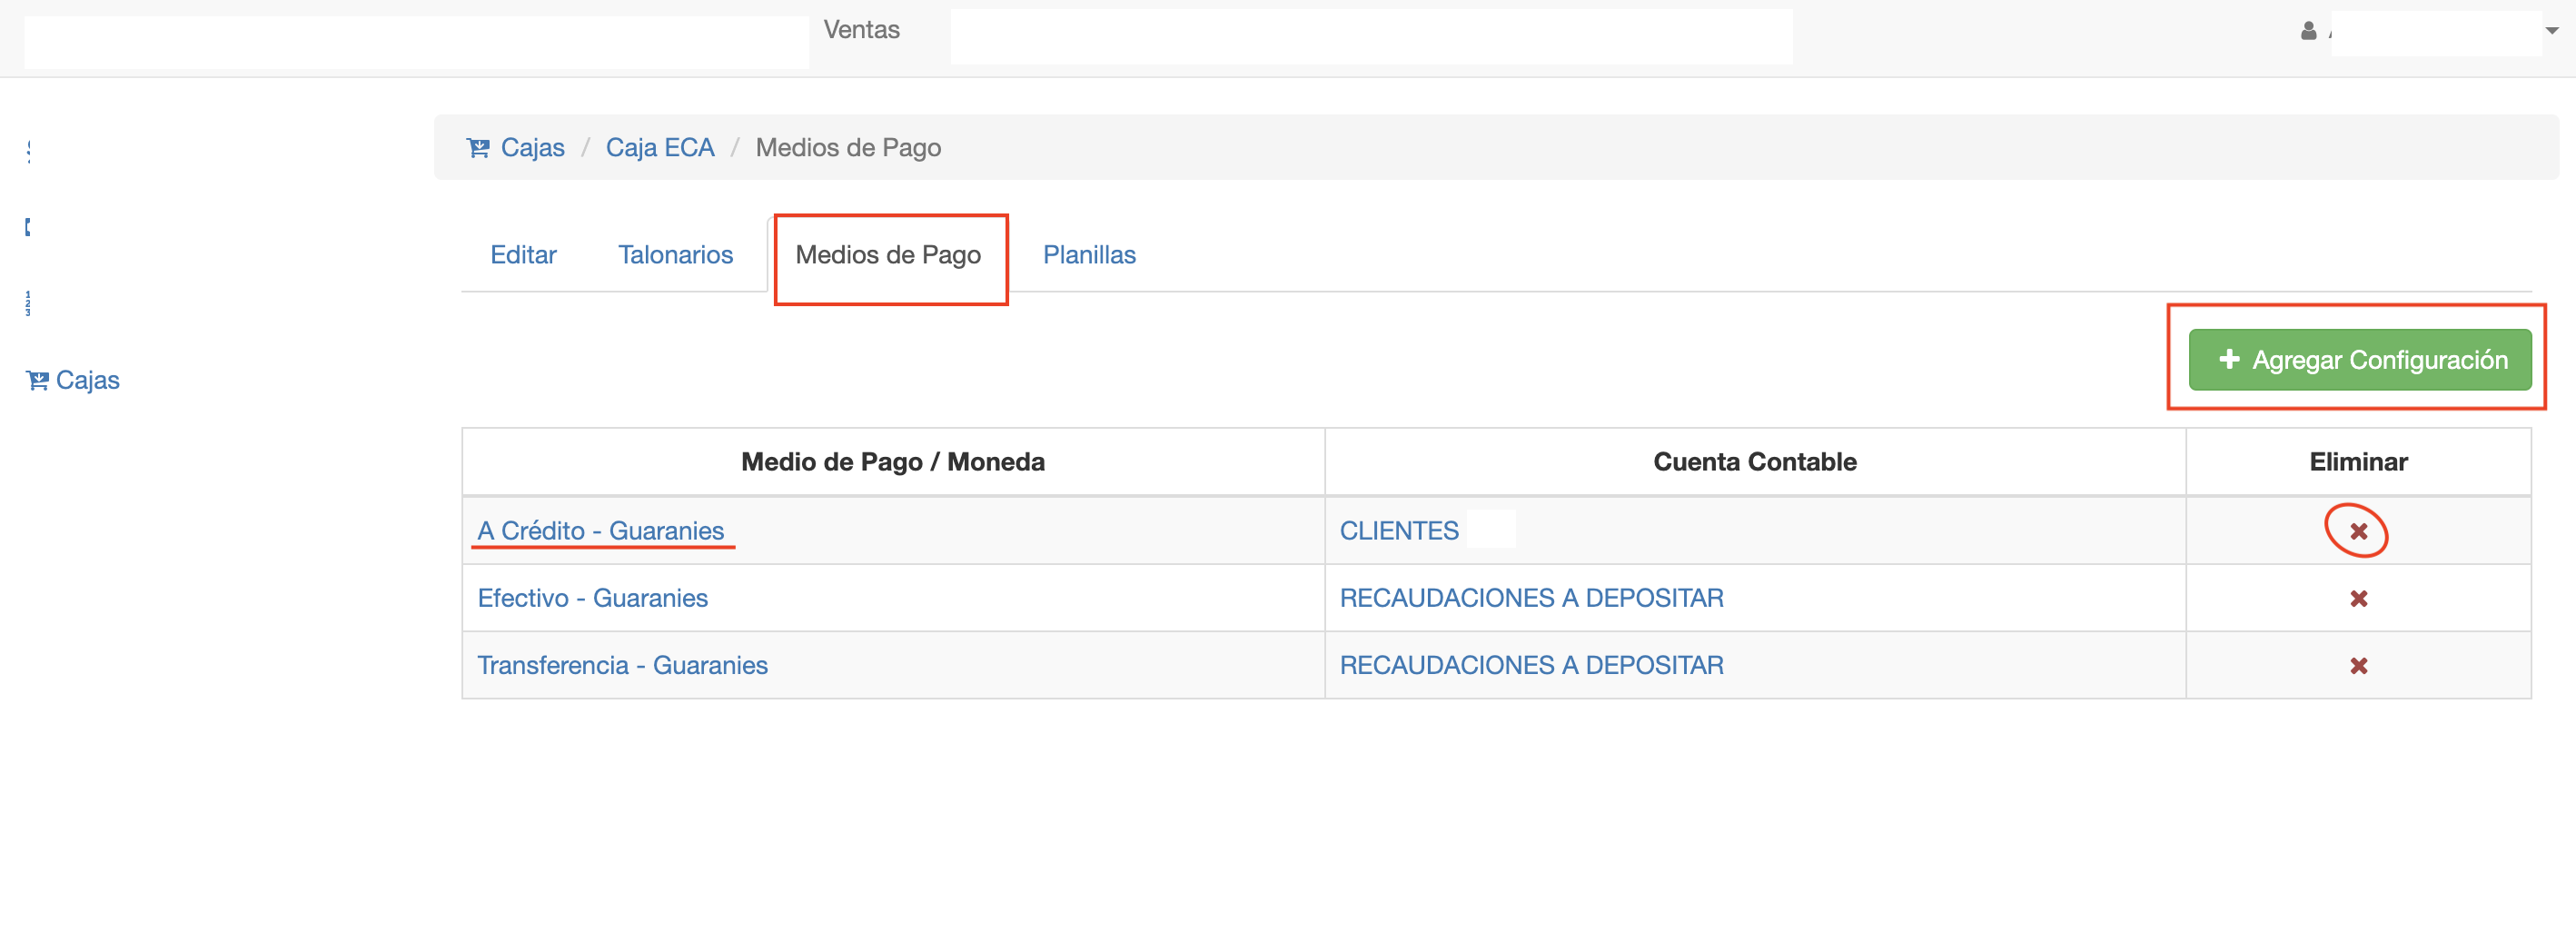 Ventas
Cajas / Caja ECA / Medios de Pago
Editar Talonarios Medios de Pago Planillas
Cajas
Agregar Configuración
Medio de Pago / Moneda Cuenta Contable Eliminar
A Crédito - Guaranies CLIENTES
Efectivo - Guaranies RECAUDACIONES A DEPOSITAR
Transferencia - Guaranies RECAUDACIONES A DEPOSITAR